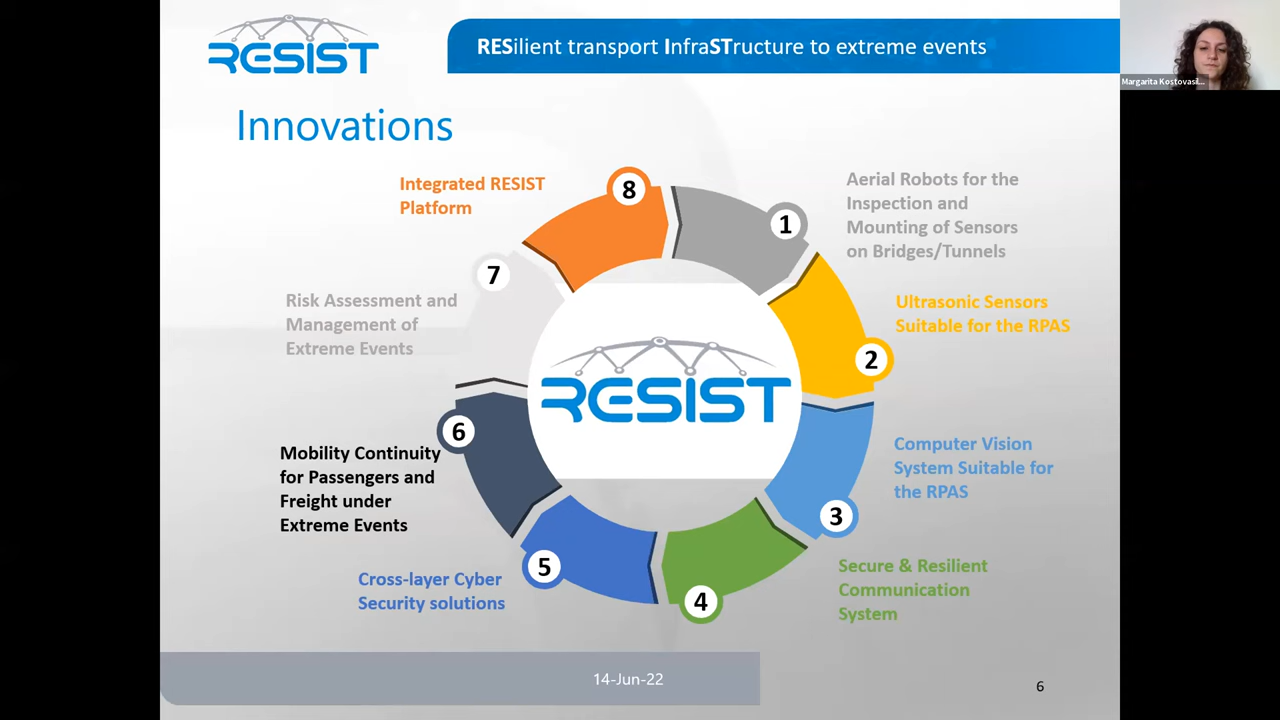 RESIST
RESilient transport InfraSTructure to extreme events
Margarita Kostovasil...
Innovations
Integrated RESIST
Platform
8
1
Aerial Robots for the
Inspection and
Mounting of Sensors
on Bridges/Tunnels
7
Risk Assessment and
Management of
Extreme Events
Ultrasonic Sensors
Suitable for the RPAS
2
RESIST
6
Mobility Continuity
for Passengers and
Freight under
Extreme Events
Computer Vision
System Suitable for
the RPAS
3
5
Cross-layer Cyber
Security solutions
4
Secure & Resilient
Communication
System
14-Jun-22
6